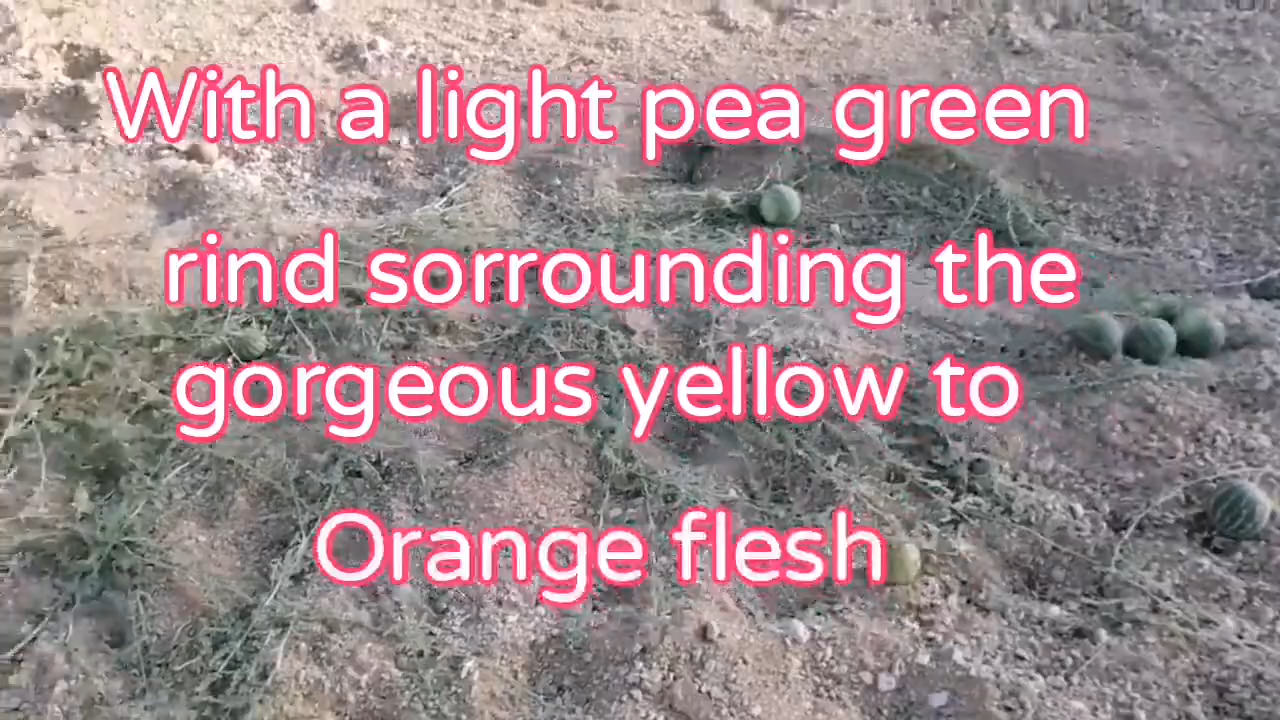 With a light pea green
rind sorrounding the
gorgeous yellow to
Orange flesh